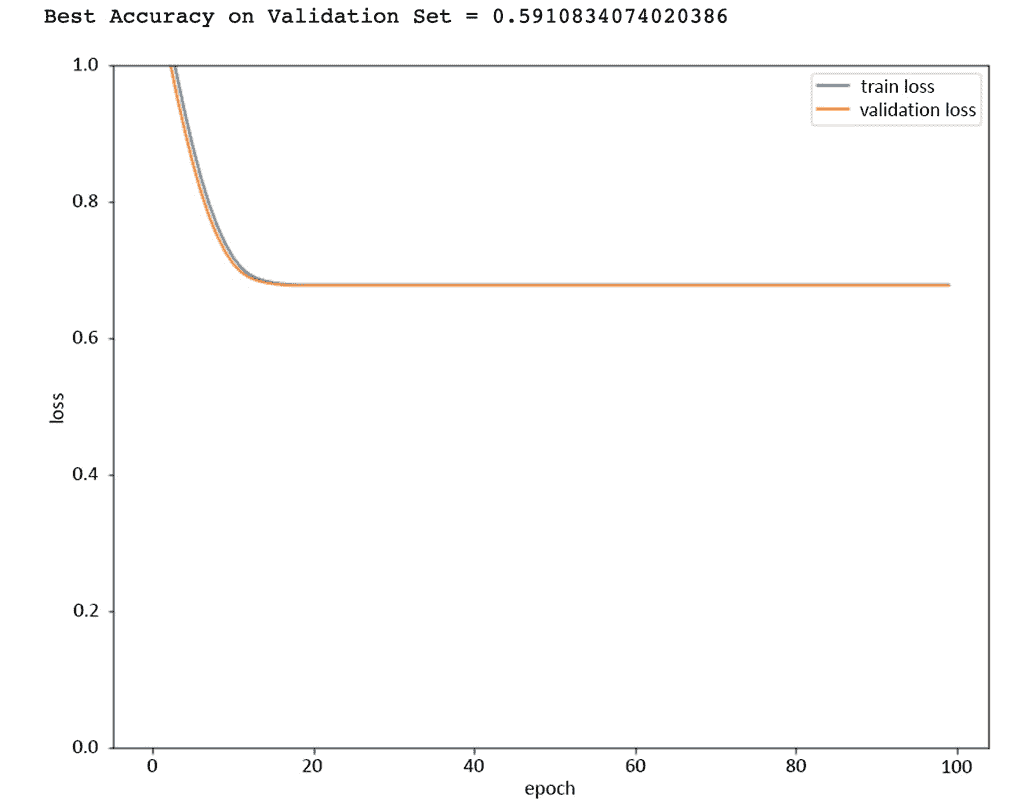 Best Accuracy on Validation Set = 0.5910834074020386
1.0
train loss
validation loss
0.8
0.6
loss
0.4
0.2
0.0
0 20 40 60 80 100
epoch